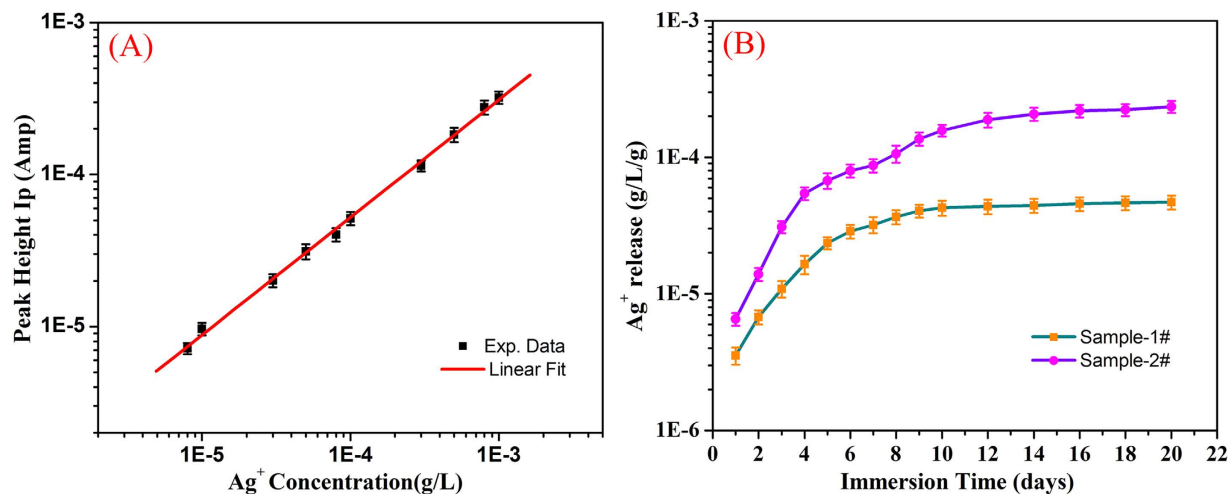 (A)
1E-3
1E-4
1E-5
Peak Height Ip (Amp)
Exp. Data
Linear Fit
1E-5 1E-4 1E-3
Ag⁺ Concentration(g/L)
(B)
1E-3
1E-4
1E-5
1E-6
Ag⁺ release (g/L/g)
Sample-1#
Sample-2#
0 2 4 6 8 10 12 14 16 18 20 22
Immersion Time (days)